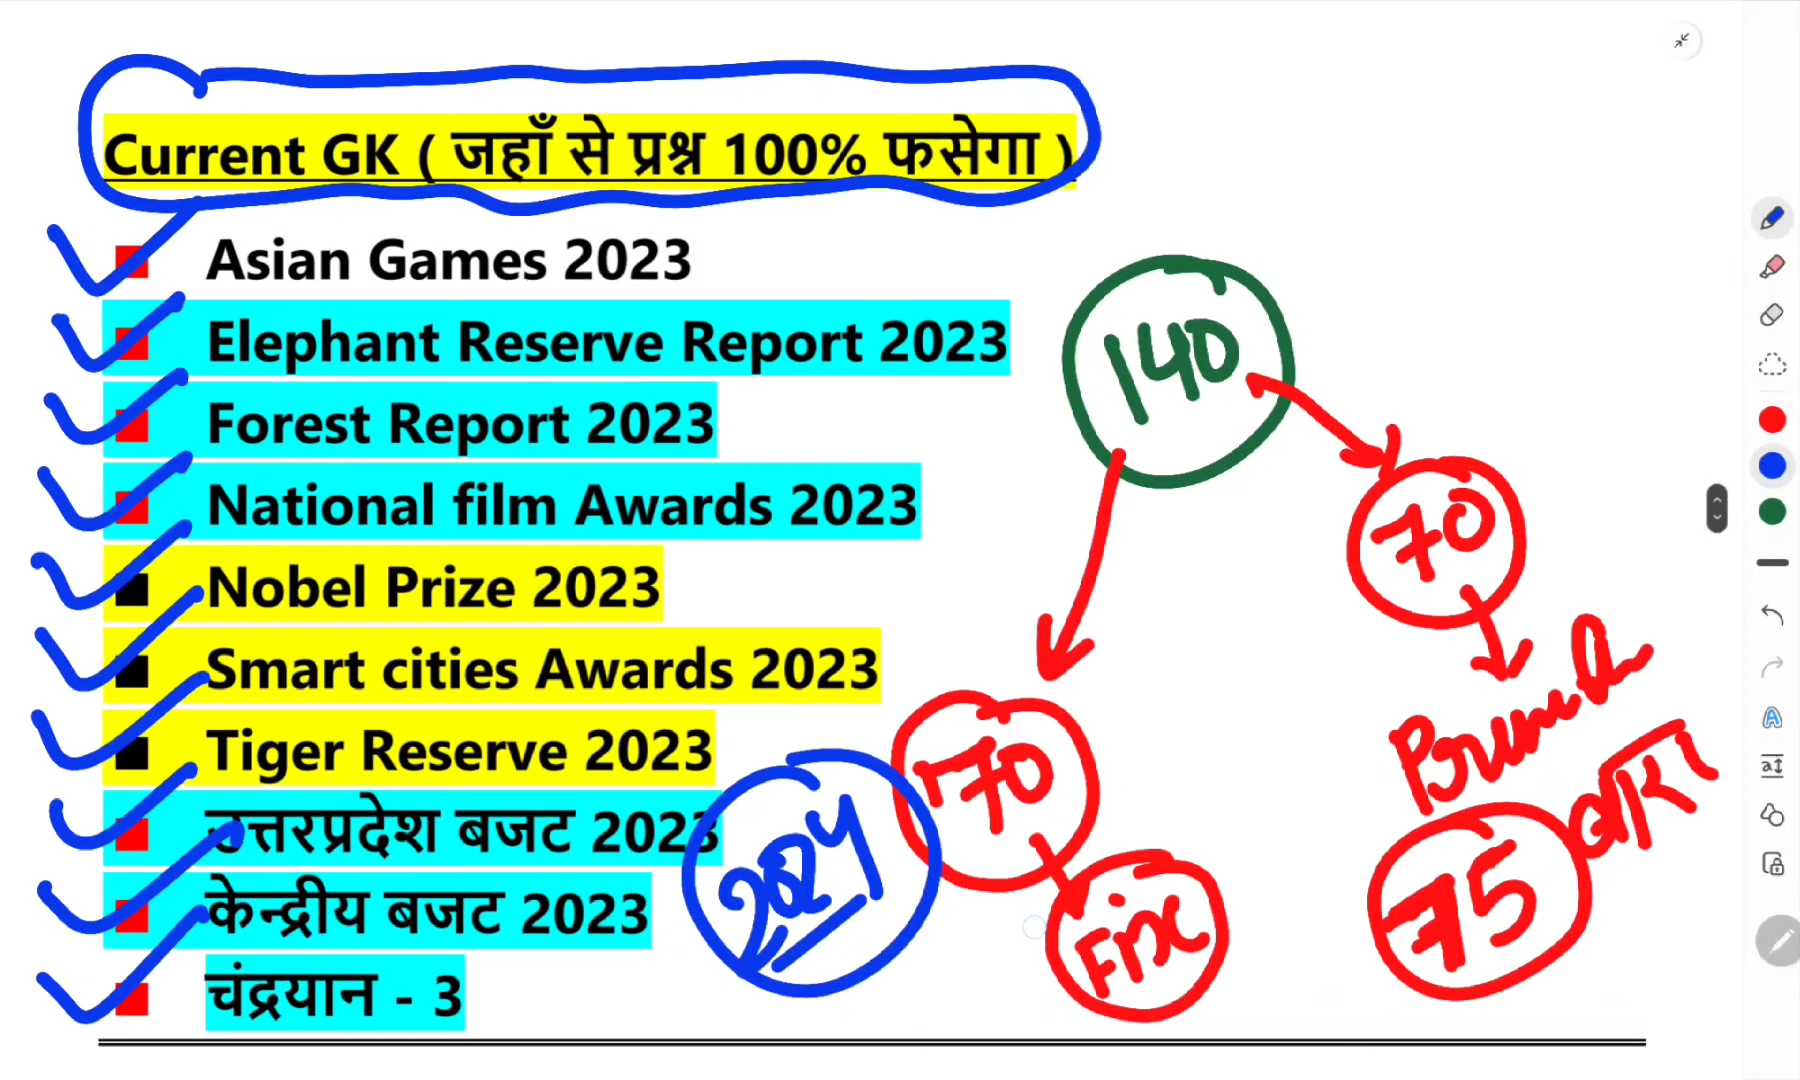 Current GK ( जहाँ से प्रश्न 100% फसेगा )
Asian Games 2023
Elephant Reserve Report 2023
Forest Report 2023
National film Awards 2023
Nobel Prize 2023
Smart cities Awards 2023
Tiger Reserve 2023
उत्तरप्रदेश बजट 2023
केन्द्रीय बजट 2023
चंद्रयान - 3
140
70
70
2024
Fix
75